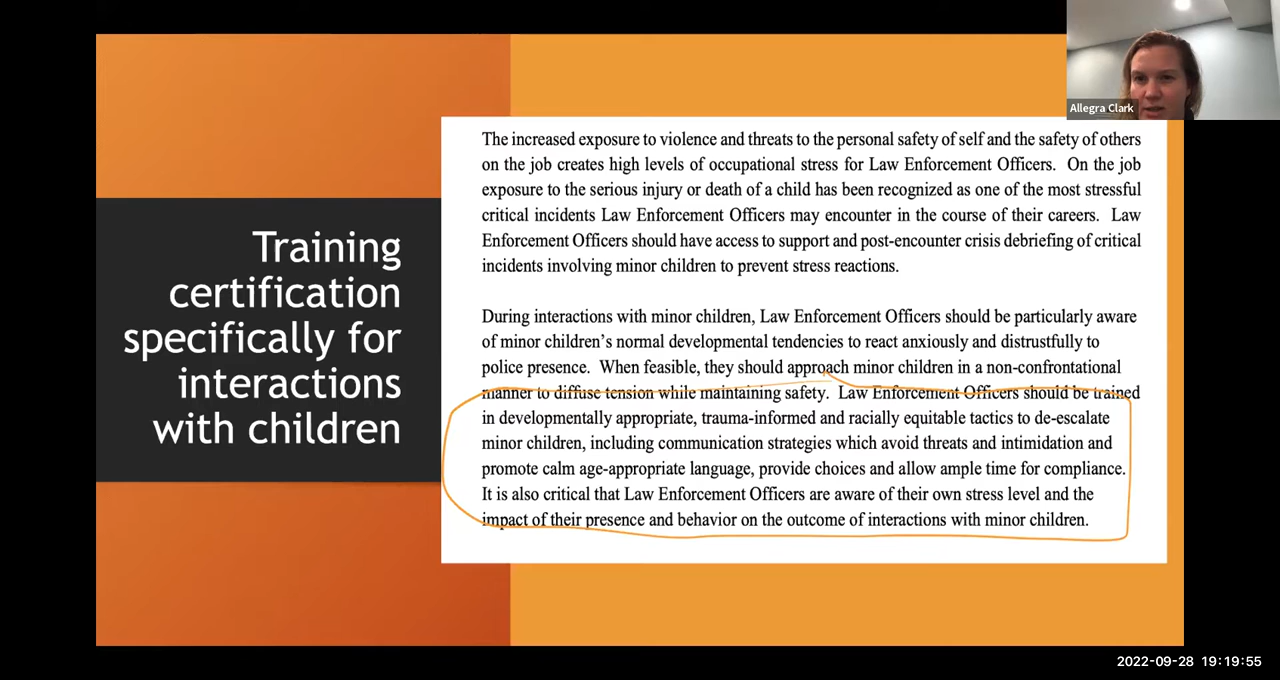 Allegra Clark
Training
certification
specifically for
interactions
with children
The increased exposure to violence and threats to the personal safety of self and the safety of others
on the job creates high levels of occupational stress for Law Enforcement Officers. On the job
exposure to the serious injury or death of a child has been recognized as one of the most stressful
critical incidents Law Enforcement Officers may encounter in the course of their careers. Law
Enforcement Officers should have access to support and post-encounter crisis debriefing of critical
incidents involving minor children to prevent stress reactions.
During interactions with minor children, Law Enforcement Officers should be particularly aware
of minor children's normal developmental tendencies to react anxiously and distrustfully to
police presence. When feasible, they should approach minor children in a non-confrontational
manner to diffuse tension while maintaining safety. Law Enforcement Officers should be trained
in developmentally appropriate, trauma-informed and racially equitable tactics to de-escalate
minor children, including communication strategies which avoid threats and intimidation and
promote calm age-appropriate language, provide choices and allow ample time for compliance.
It is also critical that Law Enforcement Officers are aware of their own stress level and the
impact of their presence and behavior on the outcome of interactions with minor children.
2022-09-28 19:19:55